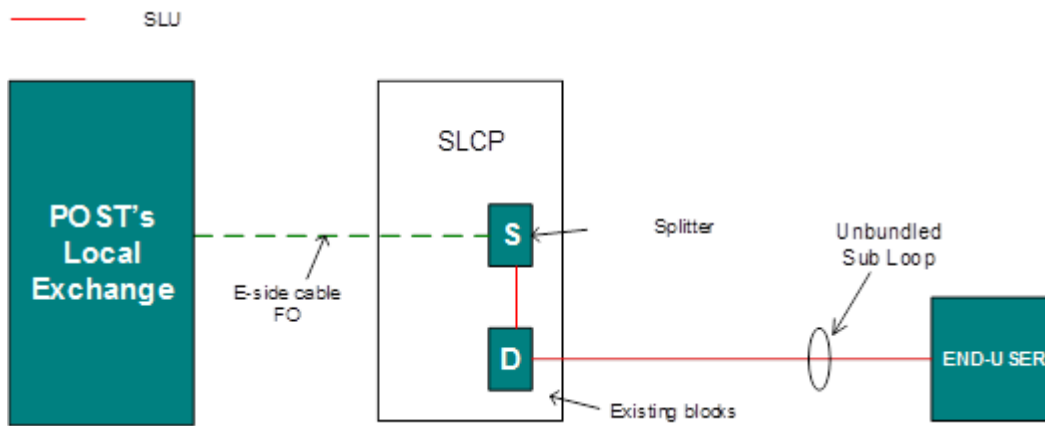 SLU
POST's
Local
Exchange
E-side cable
FO
SLCP
S
Splitter
D
Existing blocks
Unbundled
Sub Loop
END-USER